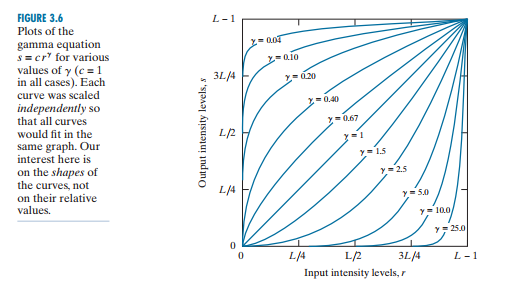 FIGURE 3.6
Plots of the
gamma equation
s = c r^γ for various
values of γ (c = 1
in all cases). Each
curve was scaled
independently so
that all curves
would fit in the
same graph. Our
interest here is
on the shapes of
the curves, not
on their relative
values.
Output intensity levels, s
L − 1
3L/4
L/2
L/4
0
γ = 0.04
γ = 0.10
γ = 0.20
γ = 0.40
γ = 0.67
γ = 1
γ = 1.5
γ = 2.5
γ = 5.0
γ = 10.0
γ = 25.0
0
L/4
L/2
3L/4
L − 1
Input intensity levels, r